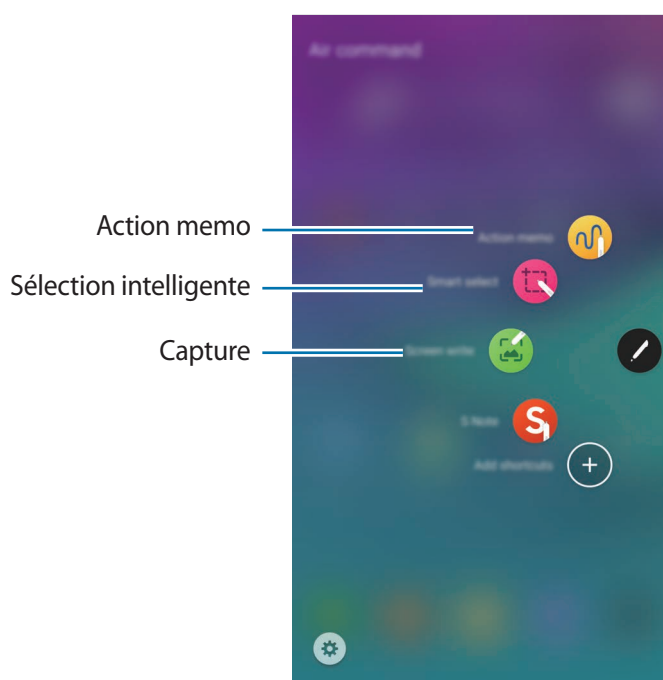 Air command
Action memo
Action memo
Sélection intelligente
Smart select
Capture
Screen write
S Note
Add shortcuts